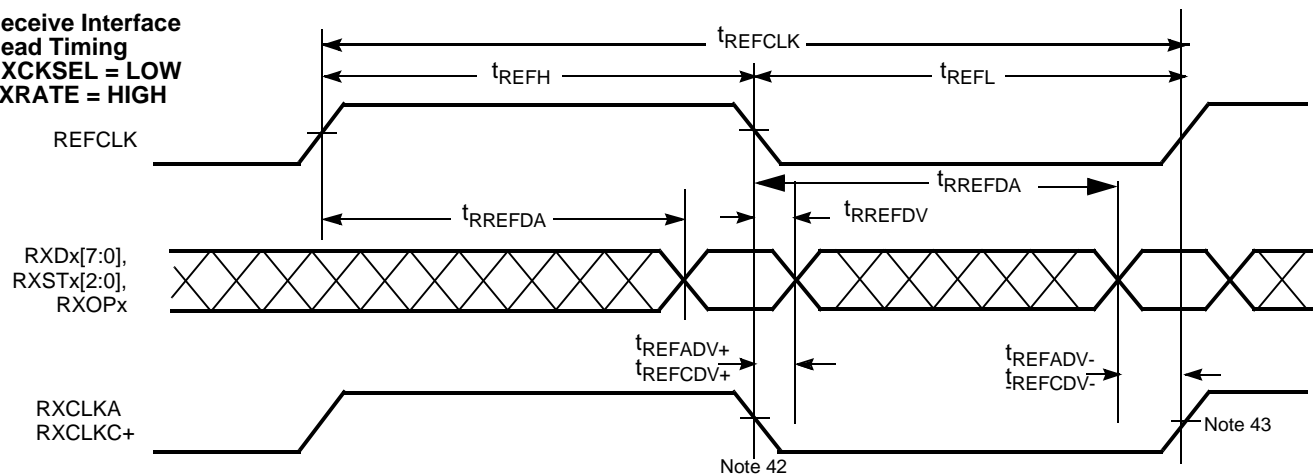 eceive Interface
ead Timing
XCKSEL = LOW
XRATE = HIGH
tREFCLK
tREFH
tREFL
REFCLK
tRREFDA
tRREFDA
tRREFDV
RXDx[7:0],
RXSTx[2:0],
RXOPx
tREFADV+
tREFCDV+
tREFADV-
tREFCDV-
RXCLKA
RXCLKC+
Note 43
Note 42